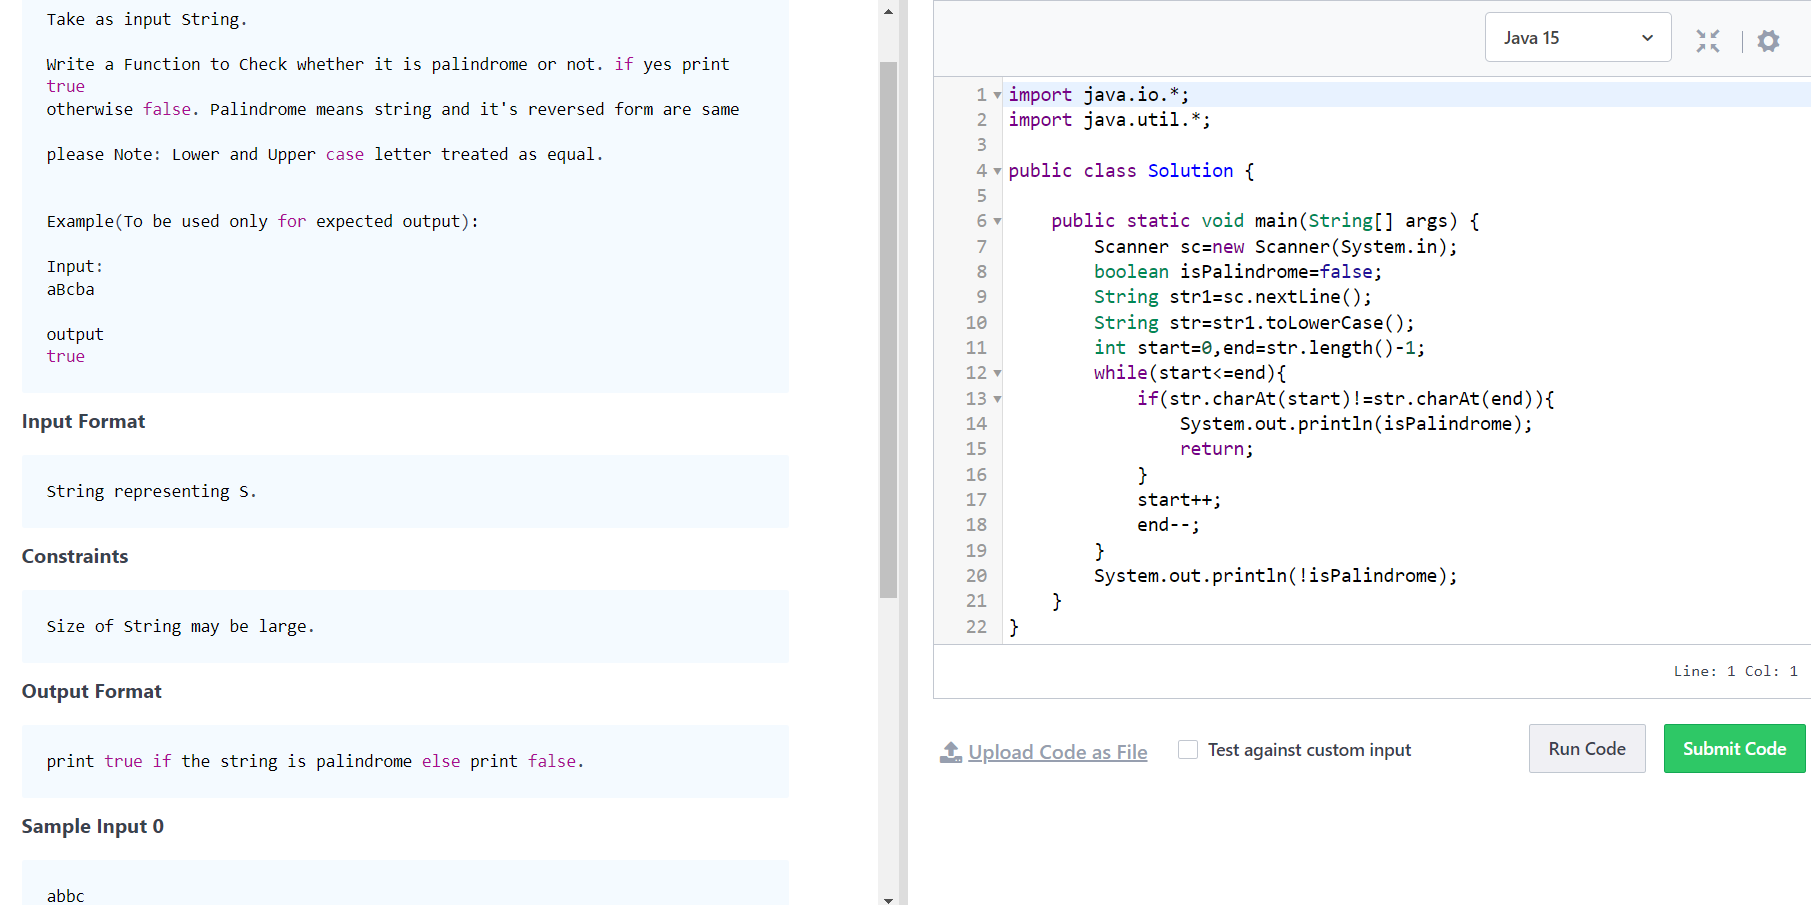 Take as input String.
Write a Function to Check whether it is palindrome or not. if yes print
true
otherwise false. Palindrome means string and it's reversed form are same
please Note: Lower and Upper case letter treated as equal.
Example(To be used only for expected output):
Input:
aBcba
output
true
Input Format
String representing S.
Constraints
Size of String may be large.
Output Format
print true if the string is palindrome else print false.
Sample Input 0
abbc
Java 15
1 import java.io.*;
2 import java.util.*;
3
4 public class Solution {
5
6     public static void main(String[] args) {
7         Scanner sc=new Scanner(System.in);
8         boolean isPalindrome=false;
9         String str1=sc.nextLine();
10         String str=str1.toLowerCase();
11         int start=0,end=str.length()-1;
12         while(start<=end){
13             if(str.charAt(start)!=str.charAt(end)){
14                 System.out.println(isPalindrome);
15                 return;
16             }
17             start++;
18             end--;
19         }
20         System.out.println(!isPalindrome);
21     }
22 }
Line: 1 Col: 1
Upload Code as File
Test against custom input
Run Code
Submit Code